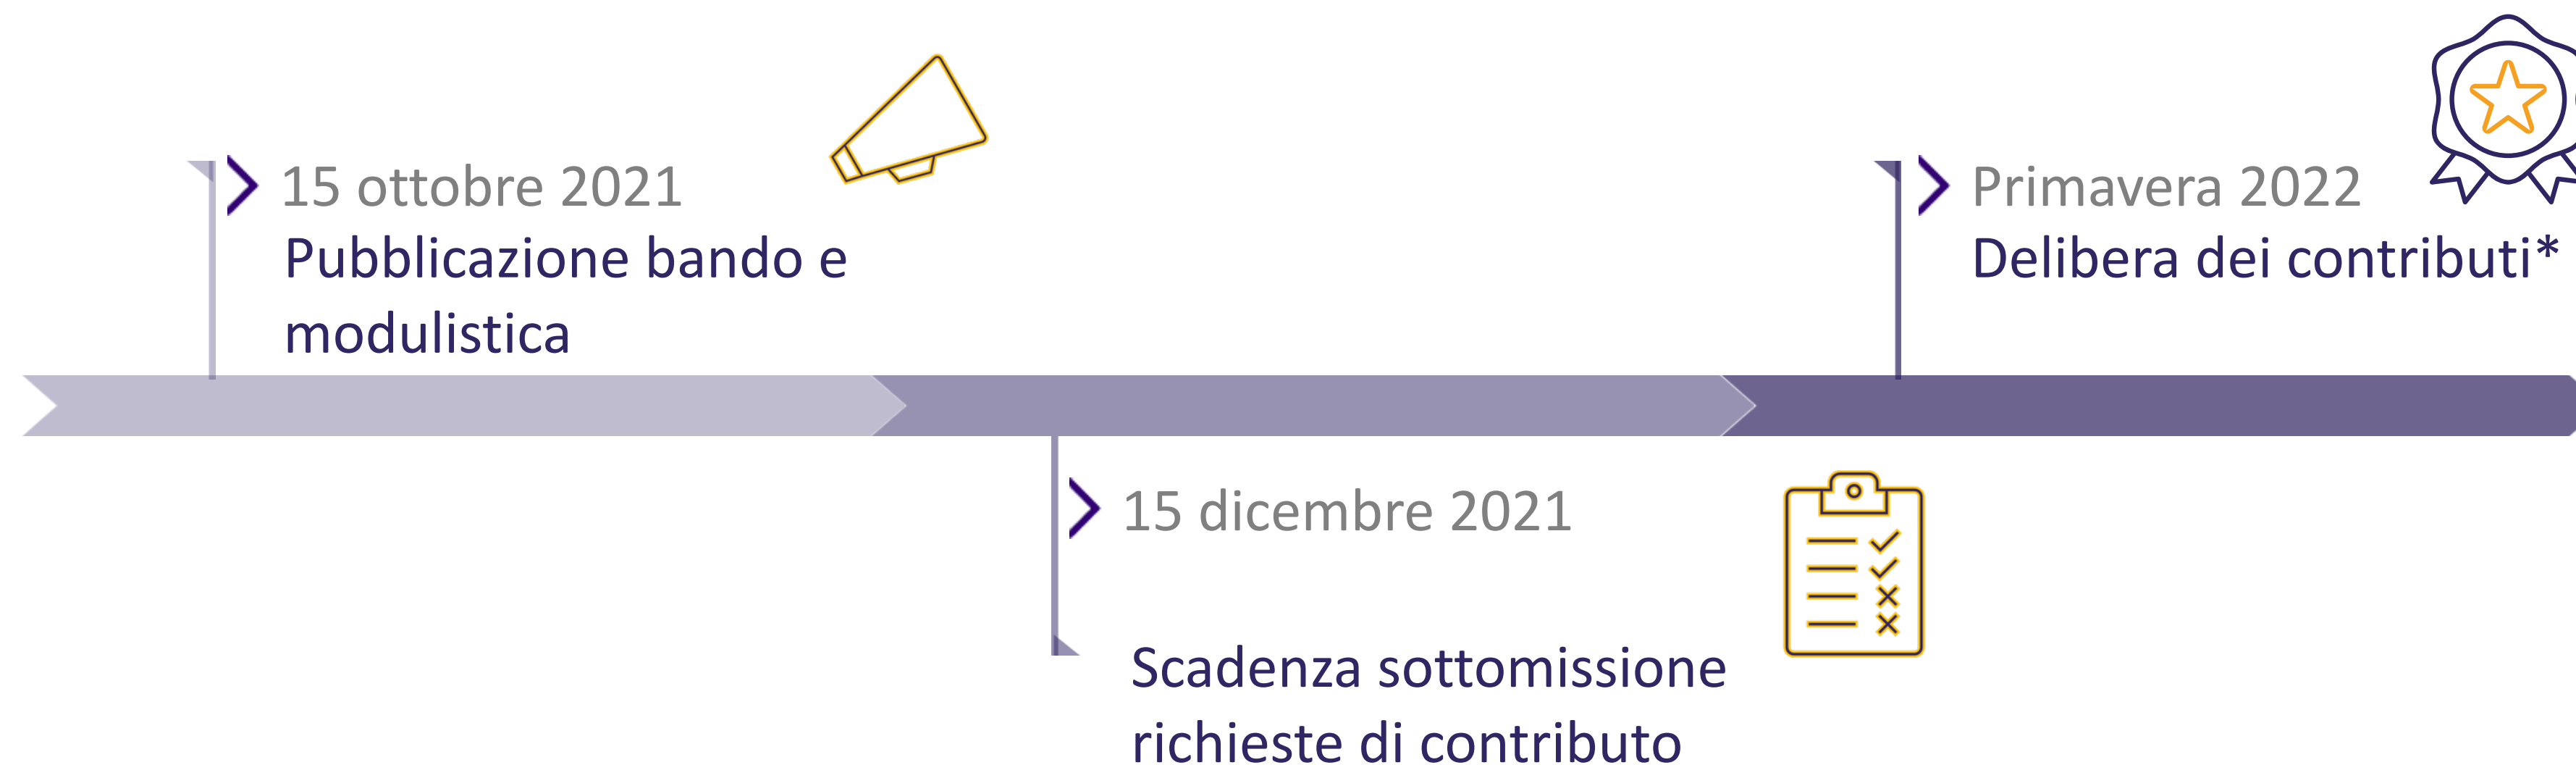 15 ottobre 2021
Pubblicazione bando e
modulistica
15 dicembre 2021
Scadenza sottomissione
richieste di contributo
Primavera 2022
Delibera dei contributi*